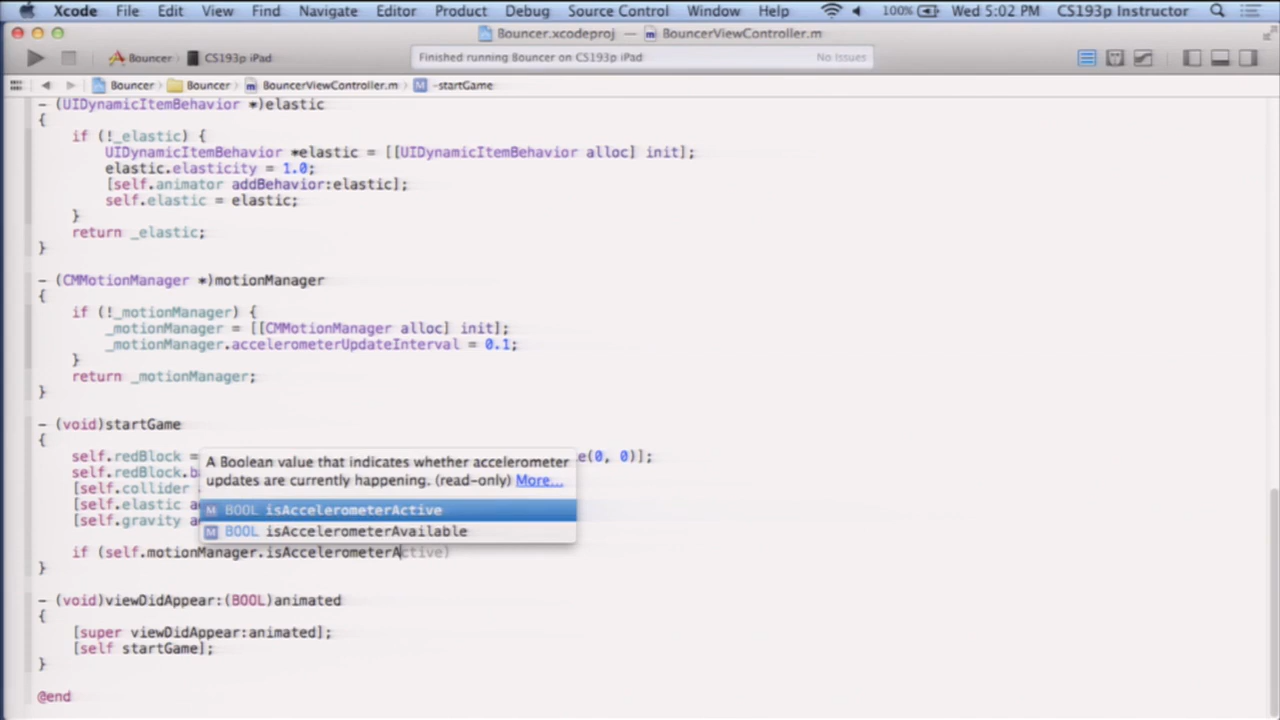 Xcode File Edit View Find Navigate Editor Product Debug Source Control Window Help 100% Wed 5:02 PM CS193p Instructor
Bouncer.xcodeproj — BouncerViewController.m
Bouncer CS193p iPad Finished running Bouncer on CS193p iPad No Issues
Bouncer Bouncer BouncerViewController.m M -startGame
- (UIDynamicItemBehavior *)elastic
{
if (!_elastic) {
UIDynamicItemBehavior *elastic = [[UIDynamicItemBehavior alloc] init];
elastic.elasticity = 1.0;
[self.animator addBehavior:elastic];
self.elastic = elastic;
}
return _elastic;
}
- (CMMotionManager *)motionManager
{
if (!_motionManager) {
_motionManager = [[CMMotionManager alloc] init];
_motionManager.accelerometerUpdateInterval = 0.1;
}
return _motionManager;
}
- (void)startGame
{
self.redBlock = e(0, 0)];
self.redBlock.b
[self.collider
[self.elastic a
[self.gravity a
A Boolean value that indicates whether accelerometer
updates are currently happening. (read-only) More...
M BOOL isAccelerometerActive
M BOOL isAccelerometerAvailable
if (self.motionManager.isAccelerometerActive)
}
- (void)viewDidAppear:(BOOL)animated
{
[super viewDidAppear:animated];
[self startGame];
}
@end